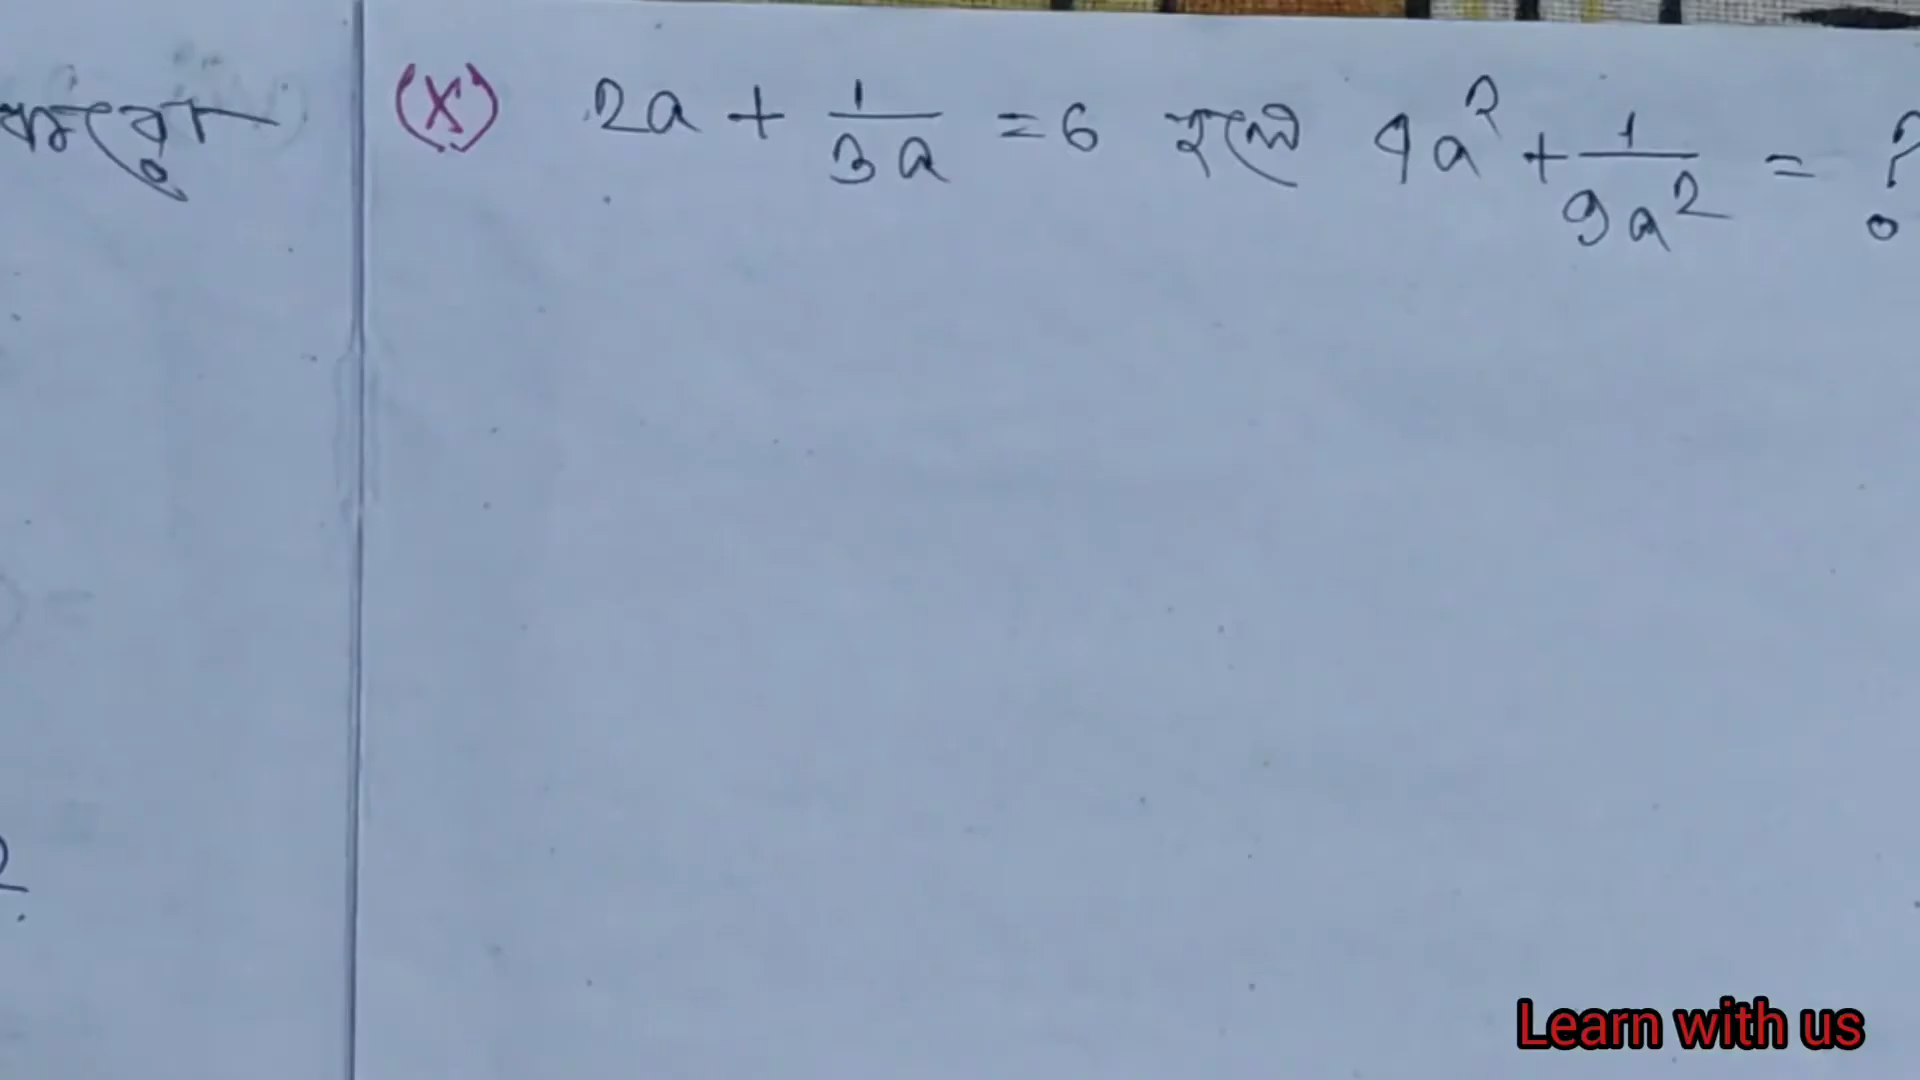 (x) 2a + 1/3a = 6 হলে 4a² + 1/9a² = ?
Learn with us